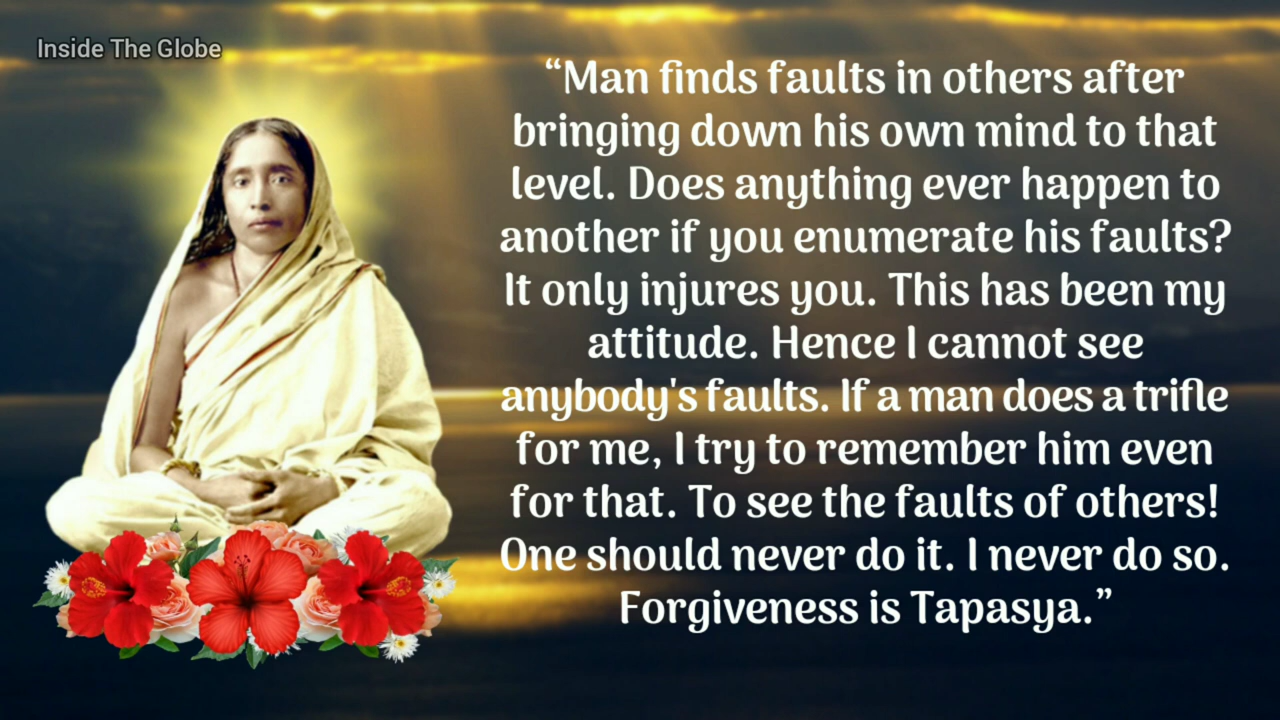 Inside The Globe
“Man finds faults in others after
bringing down his own mind to that
level. Does anything ever happen to
another if you enumerate his faults?
It only injures you. This has been my
attitude. Hence I cannot see
anybody's faults. If a man does a trifle
for me, I try to remember him even
for that. To see the faults of others!
One should never do it. I never do so.
Forgiveness is Tapasya.”